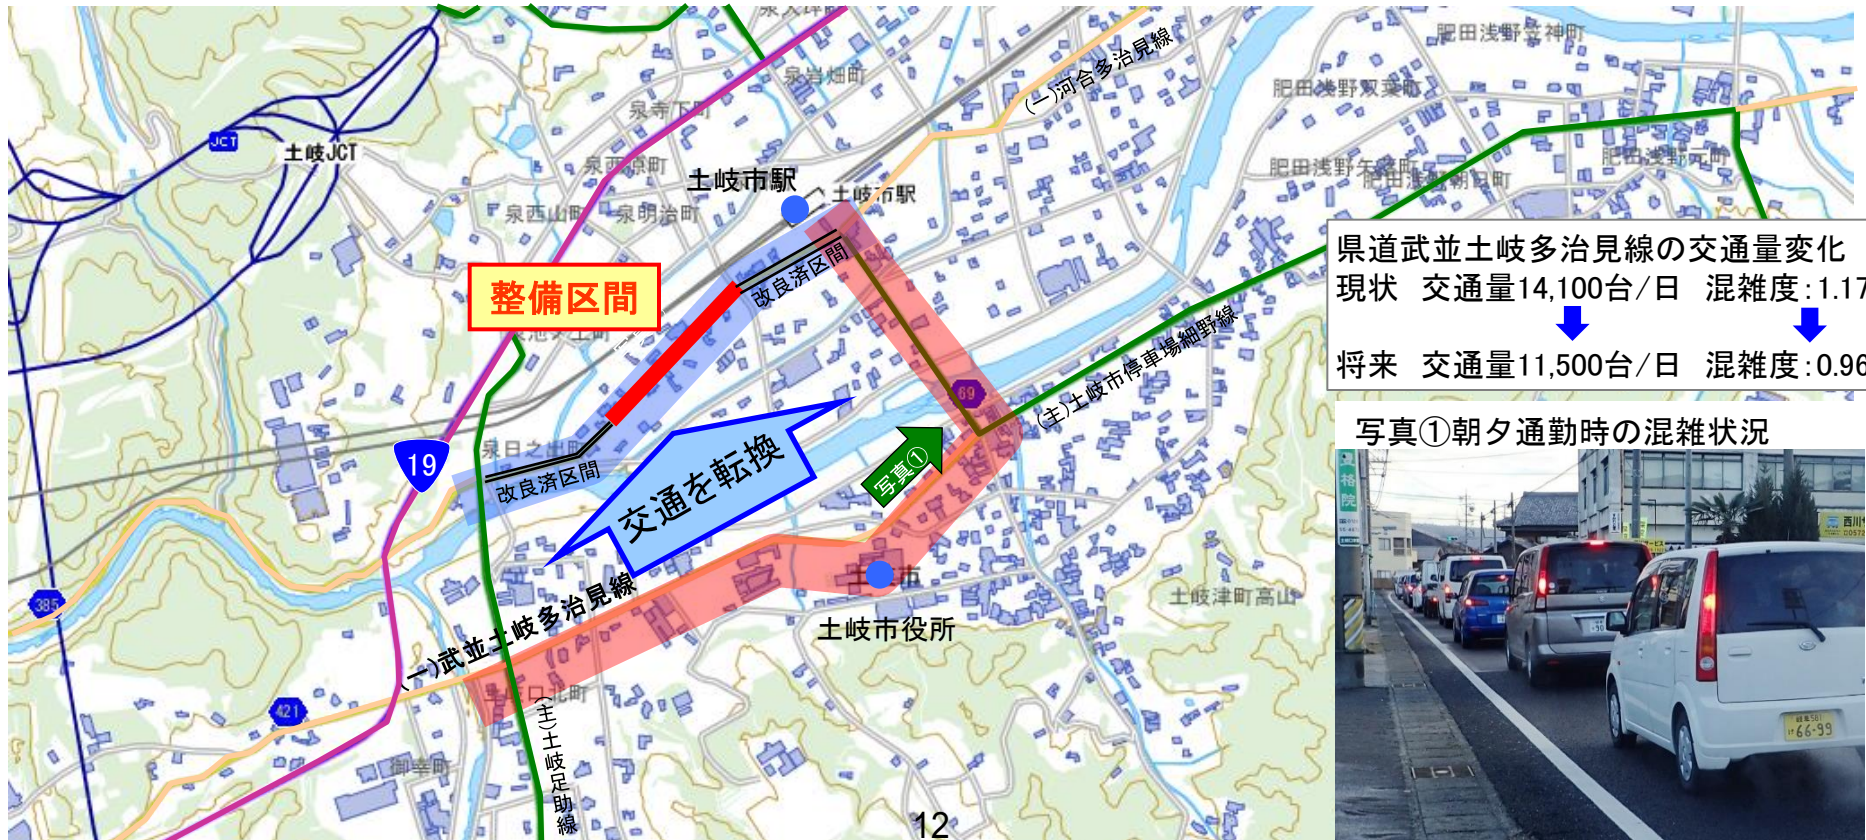 泉岩畑町
泉寺下町
泉西原町
泉西山町
泉明治町
土岐JCT
JCT
土岐市駅
土岐市駅
(一)河合多治見線
肥田浅野笠神町
肥田浅野双葉町
肥田浅野矢落町
肥田浅野朝日町
肥田浅野元町
整備区間
改良済区間
泉日之出町
改良済区間
19
交通を転換
写真①
69
(主)土岐市停車場細野線
県道武並土岐多治見線の交通量変化
現状 交通量14,100台/日 混雑度:1.17
将来 交通量11,500台/日 混雑度:0.96
写真①朝夕通勤時の混雑状況
385
421
(一)武並土岐多治見線
土岐市役所
土岐津町高山
土岐口北町
(主)土岐足助線
御幸町
12
格院
西川
66-99